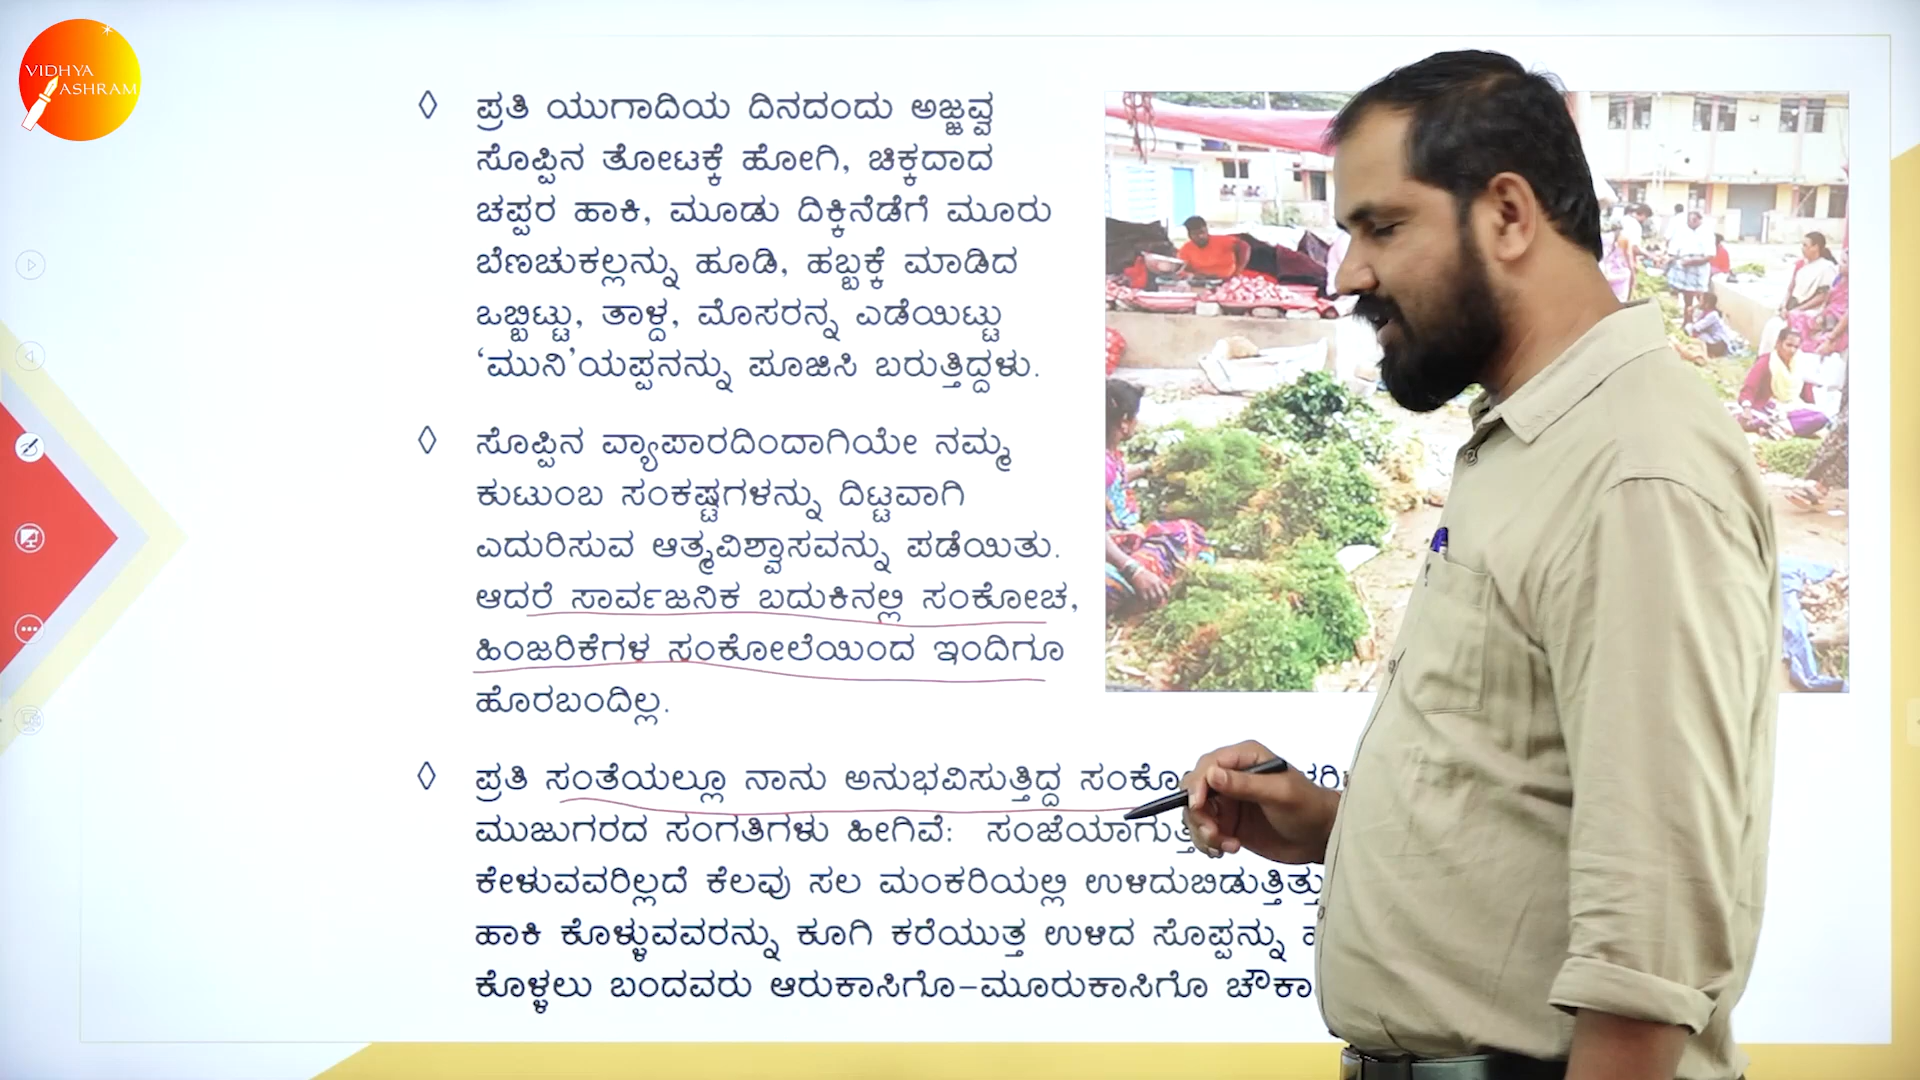 VIDHYA
ASHRAM
◊ ಪ್ರತಿ ಯುಗಾದಿಯ ದಿನದಂದು ಅಜ್ಜವ್ವ
ಸೊಪ್ಪಿನ ತೋಟಕ್ಕೆ ಹೋಗಿ, ಚಿಕ್ಕದಾದ
ಚಪ್ಪರ ಹಾಕಿ, ಮೂಡು ದಿಕ್ಕಿನೆಡೆಗೆ ಮೂರು
ಬೆಣಚುಕಲ್ಲನ್ನು ಹೂಡಿ, ಹಬ್ಬಕ್ಕೆ ಮಾಡಿದ
ಒಬ್ಬಿಟ್ಟು, ತಾಳ್ದ, ಮೊಸರನ್ನ ಎಡೆಯಿಟ್ಟು
‘ಮುನಿ’ಯಪ್ಪನನ್ನು ಪೂಜಿಸಿ ಬರುತ್ತಿದ್ದಳು.
◊ ಸೊಪ್ಪಿನ ವ್ಯಾಪಾರದಿಂದಾಗಿಯೇ ನಮ್ಮ
ಕುಟುಂಬ ಸಂಕಷ್ಟಗಳನ್ನು ದಿಟ್ಟವಾಗಿ
ಎದುರಿಸುವ ಆತ್ಮವಿಶ್ವಾಸವನ್ನು ಪಡೆಯಿತು.
ಆದರೆ ಸಾರ್ವಜನಿಕ ಬದುಕಿನಲ್ಲಿ ಸಂಕೋಚ,
ಹಿಂಜರಿಕೆಗಳ ಸಂಕೋಲೆಯಿಂದ ಇಂದಿಗೂ
ಹೊರಬಂದಿಲ್ಲ.
◊ ಪ್ರತಿ ಸಂತೆಯಲ್ಲೂ ನಾನು ಅನುಭವಿಸುತ್ತಿದ್ದ
ಮುಜುಗರದ ಸಂಗತಿಗಳು ಹೀಗಿವೆ:
ಕೇಳುವವರಿಲ್ಲದೆ ಕೆಲವು ಸಲ ಮಂಕರಿಯಲ್ಲಿ ಉಳಿದುಬಿಡುತ್ತಿತ್ತು
ಹಾಕಿ ಕೊಳ್ಳುವವರನ್ನು ಕೂಗಿ ಕರೆಯುತ್ತ ಉಳಿದ ಸೊಪ್ಪನ್ನು
ಕೊಳ್ಳಲು ಬಂದವರು ಆರುಕಾಸಿಗೊ–ಮೂರುಕಾಸಿಗೊ